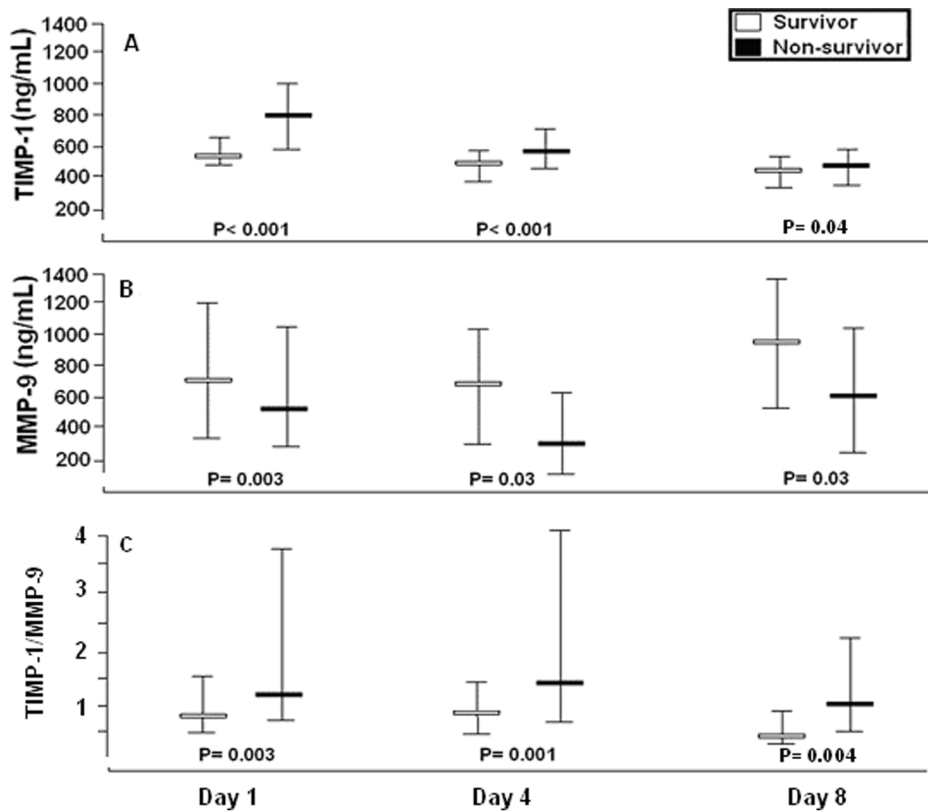 Survivor
Non-survivor
A
TIMP-1 (ng/mL)
1400
1200
1000
800
600
400
200
P< 0.001
P< 0.001
P= 0.04
B
MMP-9 (ng/mL)
1400
1200
1000
800
600
400
200
P= 0.003
P= 0.03
P= 0.03
C
TIMP-1/MMP-9
4
3
2
1
P= 0.003
P= 0.001
P= 0.004
Day 1
Day 4
Day 8